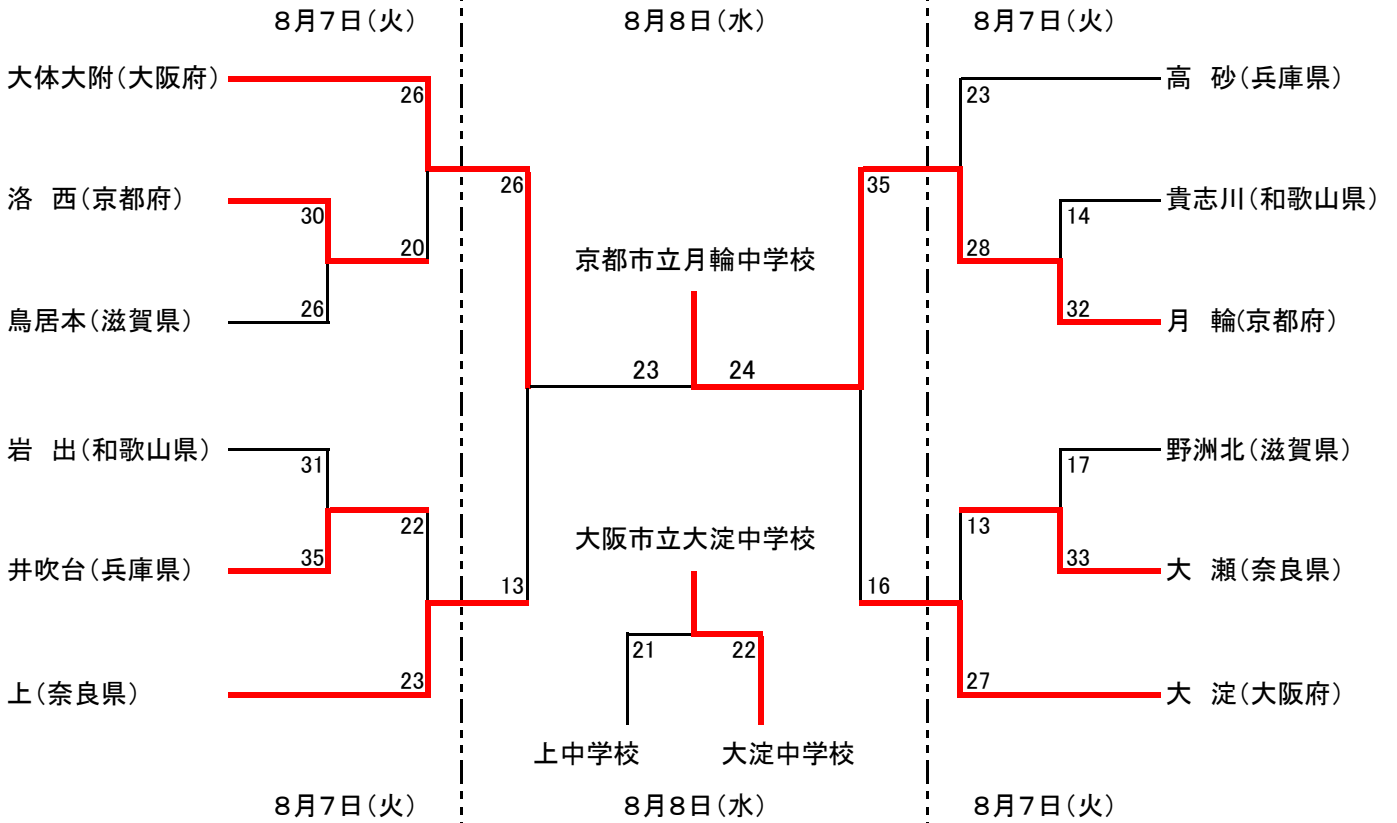 8月7日(火)
8月8日(水)
8月7日(火)
大体大附(大阪府)
26
23
高 砂(兵庫県)
26
35
洛 西(京都府)
30
14
貴志川(和歌山県)
20
28
京都市立月輪中学校
鳥居本(滋賀県)
26
32
月 輪(京都府)
23
24
岩 出(和歌山県)
31
17
野洲北(滋賀県)
22
13
大阪市立大淀中学校
井吹台(兵庫県)
35
33
大 瀬(奈良県)
13
16
21
22
上(奈良県)
23
27
大 淀(大阪府)
上中学校
大淀中学校
8月7日(火)
8月8日(水)
8月7日(火)